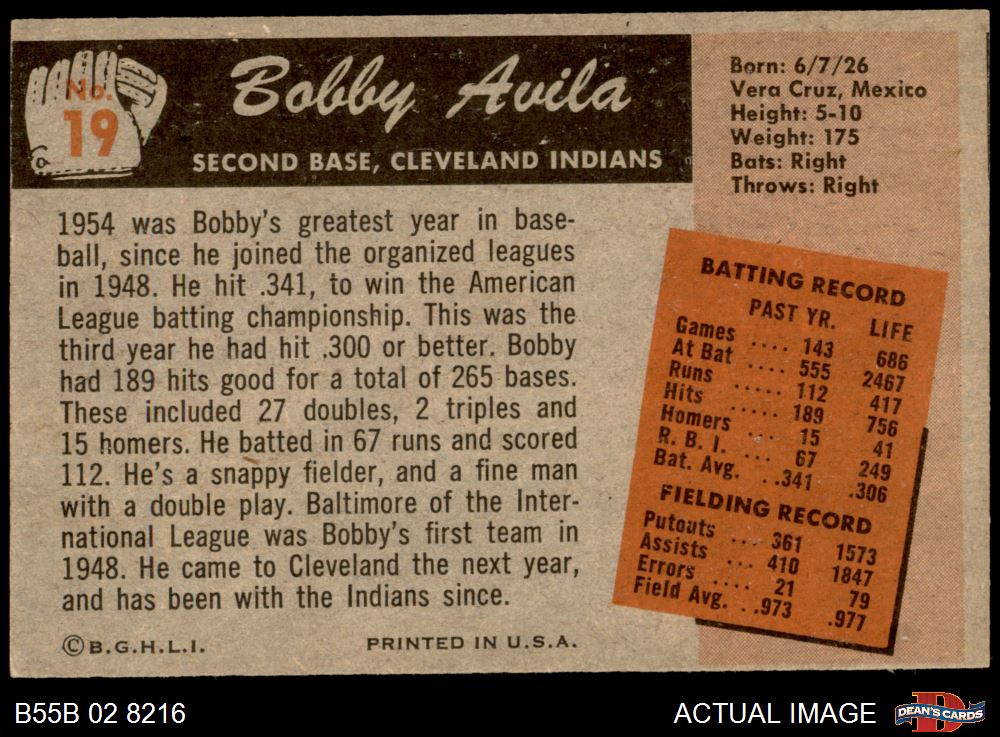 No.
19
Bobby Avila
SECOND BASE, CLEVELAND INDIANS
Born: 6/7/26
Vera Cruz, Mexico
Height: 5-10
Weight: 175
Bats: Right
Throws: Right
1954 was Bobby's greatest year in base-
ball, since he joined the organized leagues
in 1948. He hit .341, to win the American
League batting championship. This was the
third year he had hit .300 or better. Bobby
had 189 hits good for a total of 265 bases.
These included 27 doubles, 2 triples and
15 homers. He batted in 67 runs and scored
112. He's a snappy fielder, and a fine man
with a double play. Baltimore of the Inter-
national League was Bobby's first team in
1948. He came to Cleveland the next year,
and has been with the Indians since.
BATTING RECORD
PAST YR. LIFE
Games .... 143 686
At Bat .... 555 2467
Runs ..... 112 417
Hits ..... 189 756
Homers ... 15 41
R. B. I. ... 67 249
Bat. Avg. . .341 .306
FIELDING RECORD
Putouts ... 361 1573
Assists ... 410 1847
Errors .... 21 79
Field Avg. . .973 .977
©B.G.H.L.I. PRINTED IN U.S.A.
B55B 02 8216 ACTUAL IMAGE DEAN'S CARDS